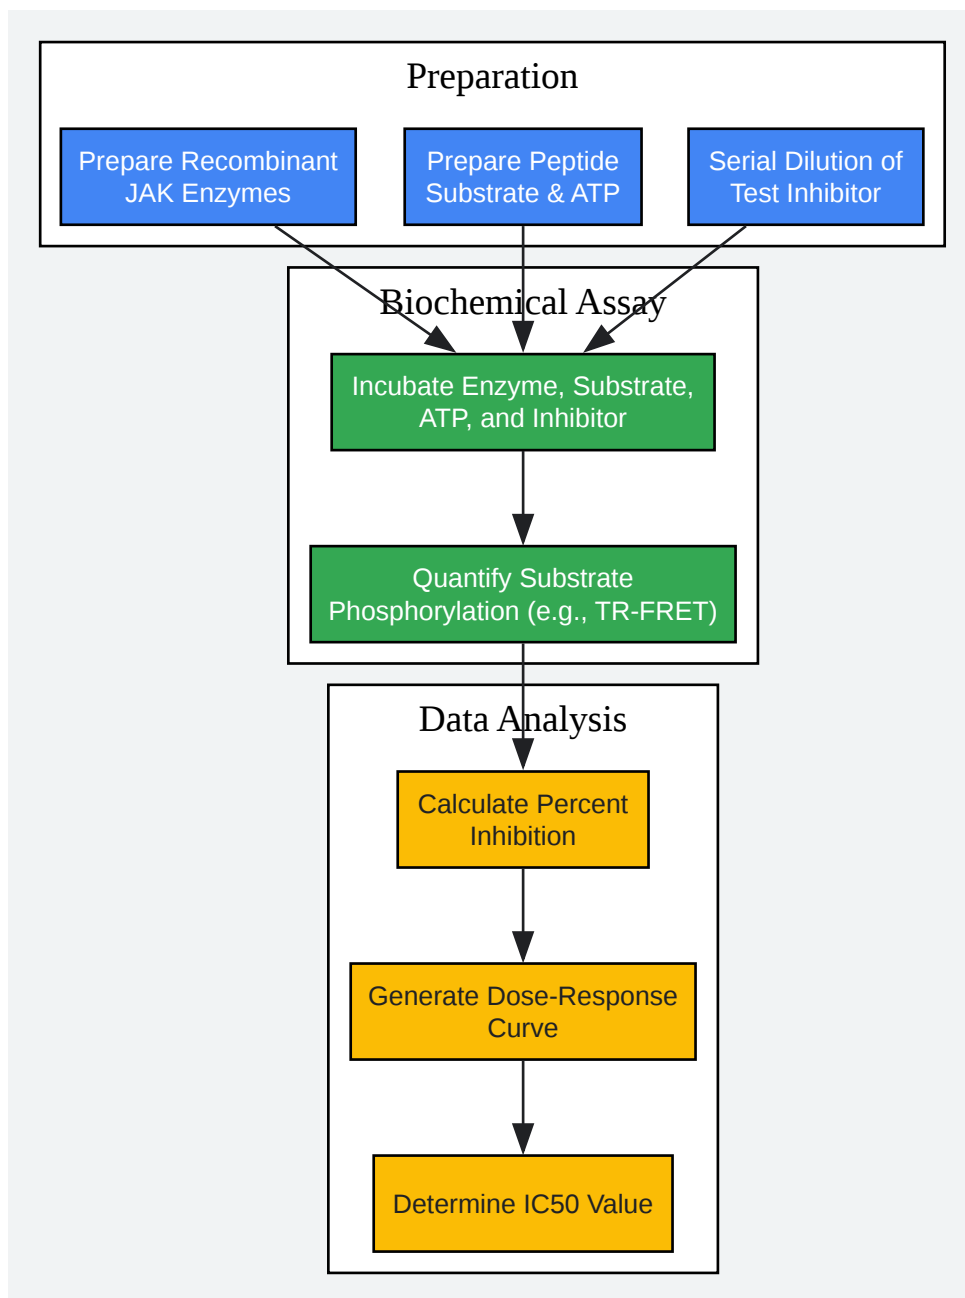 Preparation
Prepare Recombinant
JAK Enzymes
Prepare Peptide
Substrate & ATP
Serial Dilution of
Test Inhibitor
Biochemical Assay
Incubate Enzyme, Substrate,
ATP, and Inhibitor
Quantify Substrate
Phosphorylation (e.g., TR-FRET)
Data Analysis
Calculate Percent
Inhibition
Generate Dose-Response
Curve
Determine IC50 Value